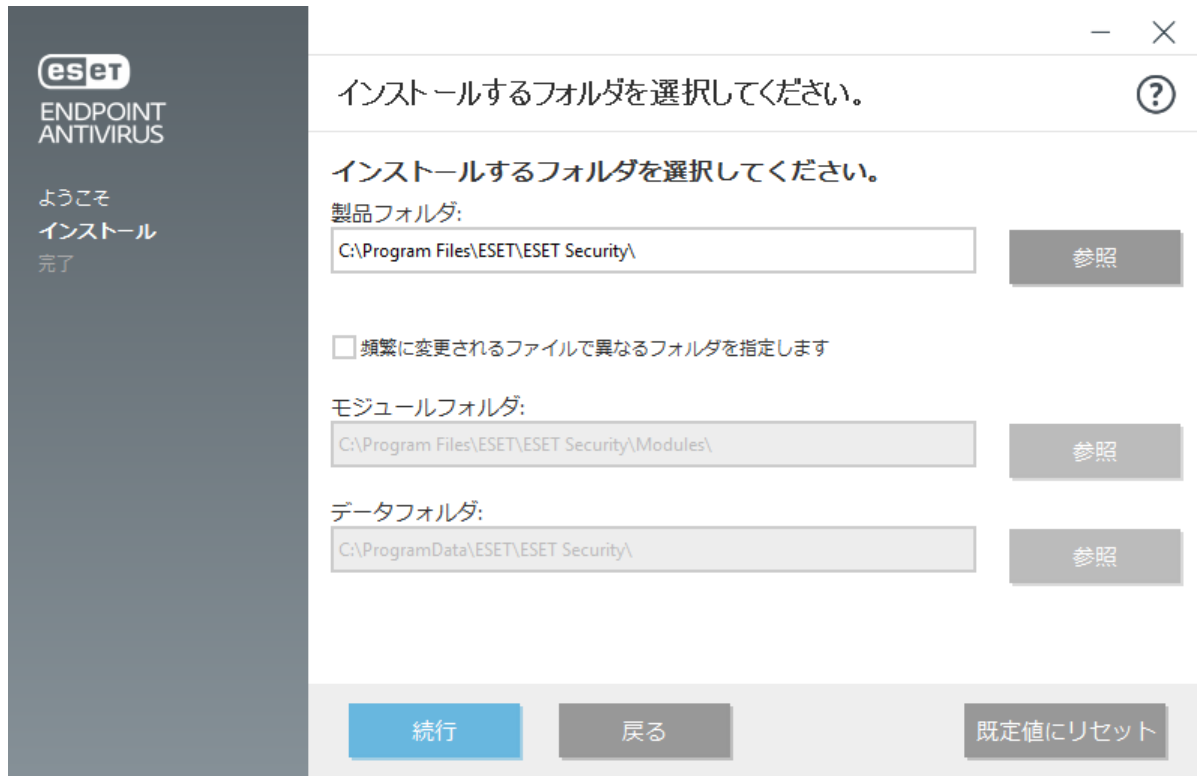 eset
ENDPOINT
ANTIVIRUS
ようこそ
インストール
完了
インストールするフォルダを選択してください。
?
インストールするフォルダを選択してください。
製品フォルダ:
C:\Program Files\ESET\ESET Security\
参照
頻繁に変更されるファイルで異なるフォルダを指定します
モジュールフォルダ:
C:\Program Files\ESET\ESET Security\Modules\
参照
データフォルダ:
C:\ProgramData\ESET\ESET Security\
参照
続行
戻る
既定値にリセット